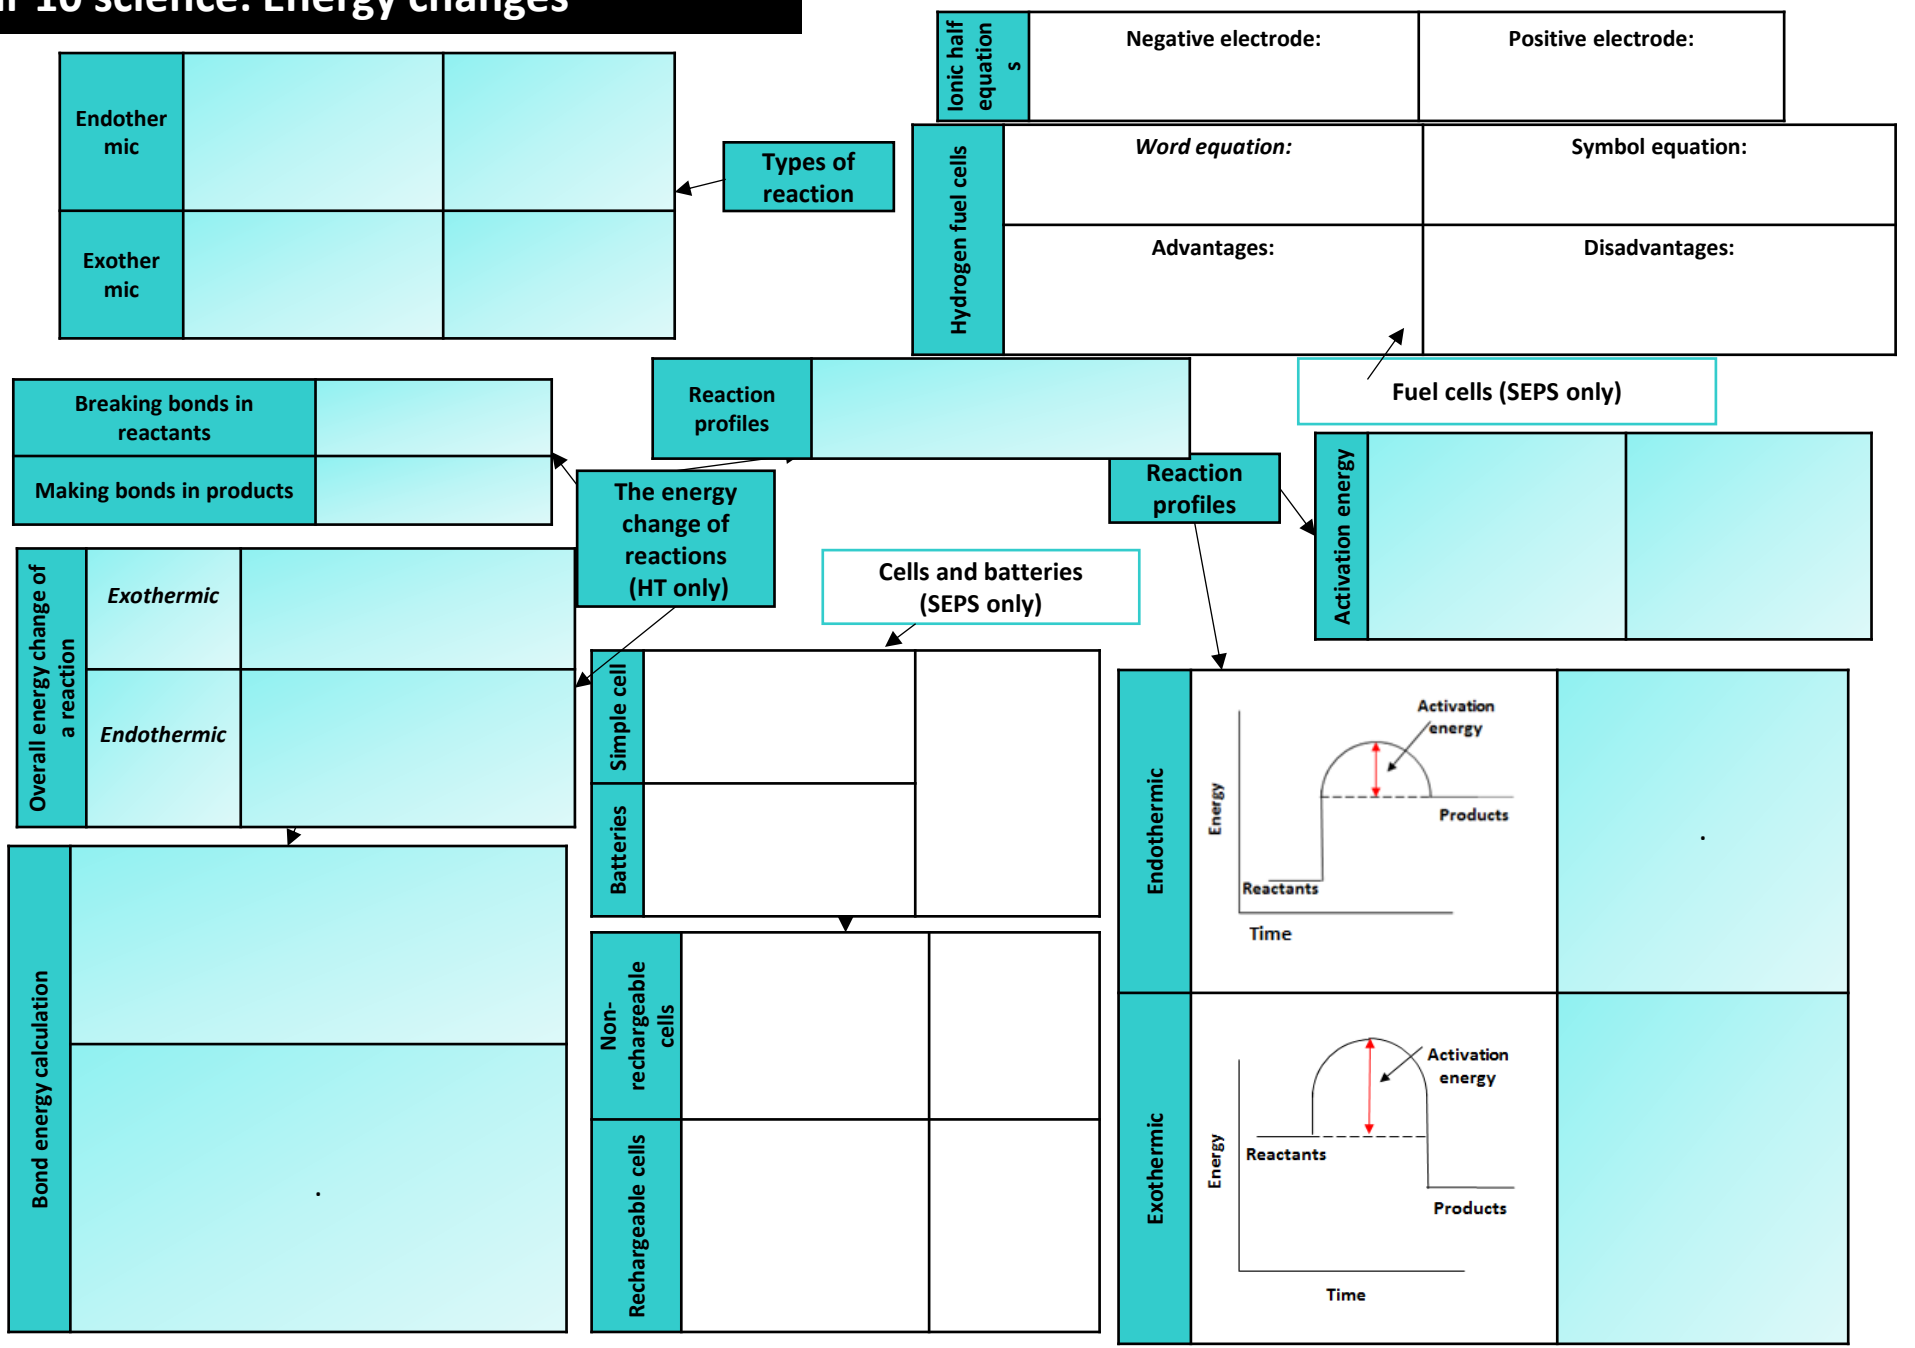 10 science: Energy changes
Endother
mic
Exother
mic
Types of
reaction
Ionic half
equation
s
Negative electrode:
Positive electrode:
Hydrogen fuel cells
Word equation:
Symbol equation:
Advantages:
Disadvantages:
Fuel cells (SEPS only)
Breaking bonds in
reactants
Making bonds in products
Reaction
profiles
The energy
change of
reactions
(HT only)
Reaction
profiles
Activation energy
Overall energy change of
a reaction
Exothermic
Endothermic
Cells and batteries
(SEPS only)
Simple cell
Batteries
Bond energy calculation
.
Non-
rechargeable
cells
Rechargeable cells
Endothermic
Activation
energy
Energy
Products
Reactants
Time
.
Exothermic
Activation
energy
Energy
Reactants
Products
Time